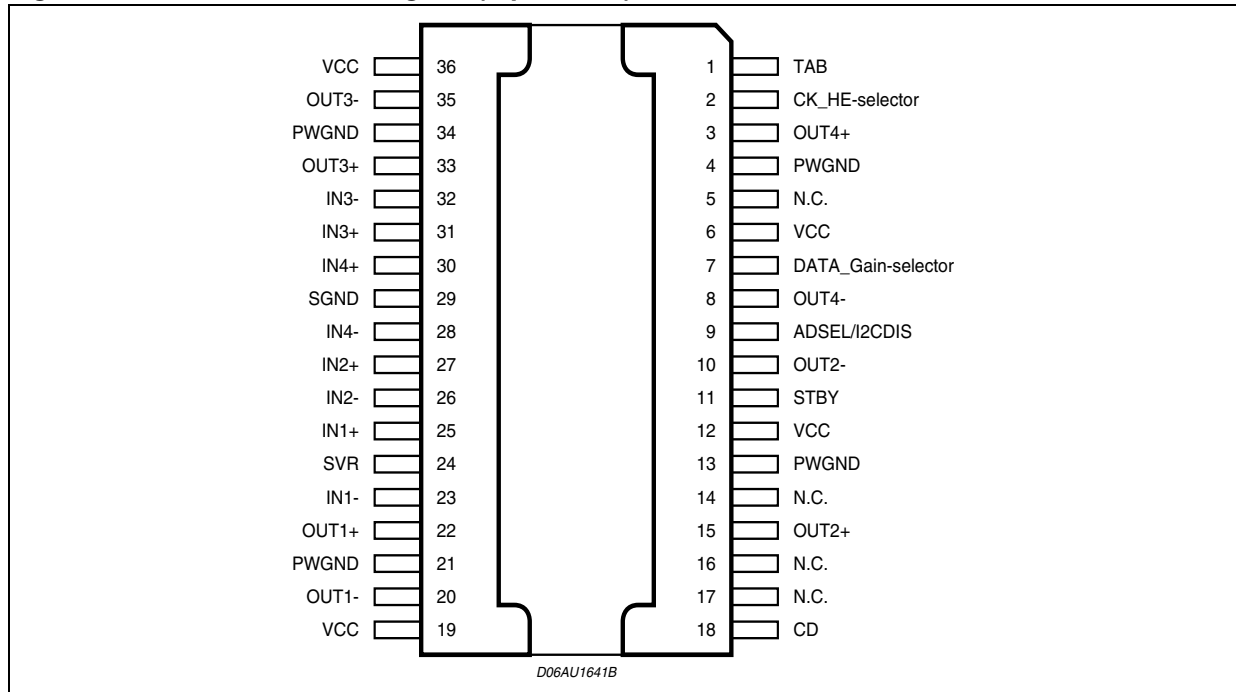 VCC 36 1 TAB
OUT3- 35 2 CK_HE-selector
PWGND 34 3 OUT4+
OUT3+ 33 4 PWGND
IN3- 32 5 N.C.
IN3+ 31 6 VCC
IN4+ 30 7 DATA_Gain-selector
SGND 29 8 OUT4-
IN4- 28 9 ADSEL/I2CDIS
IN2+ 27 10 OUT2-
IN2- 26 11 STBY
IN1+ 25 12 VCC
SVR 24 13 PWGND
IN1- 23 14 N.C.
OUT1+ 22 15 OUT2+
PWGND 21 16 N.C.
OUT1- 20 17 N.C.
VCC 19 18 CD
D06AU1641B